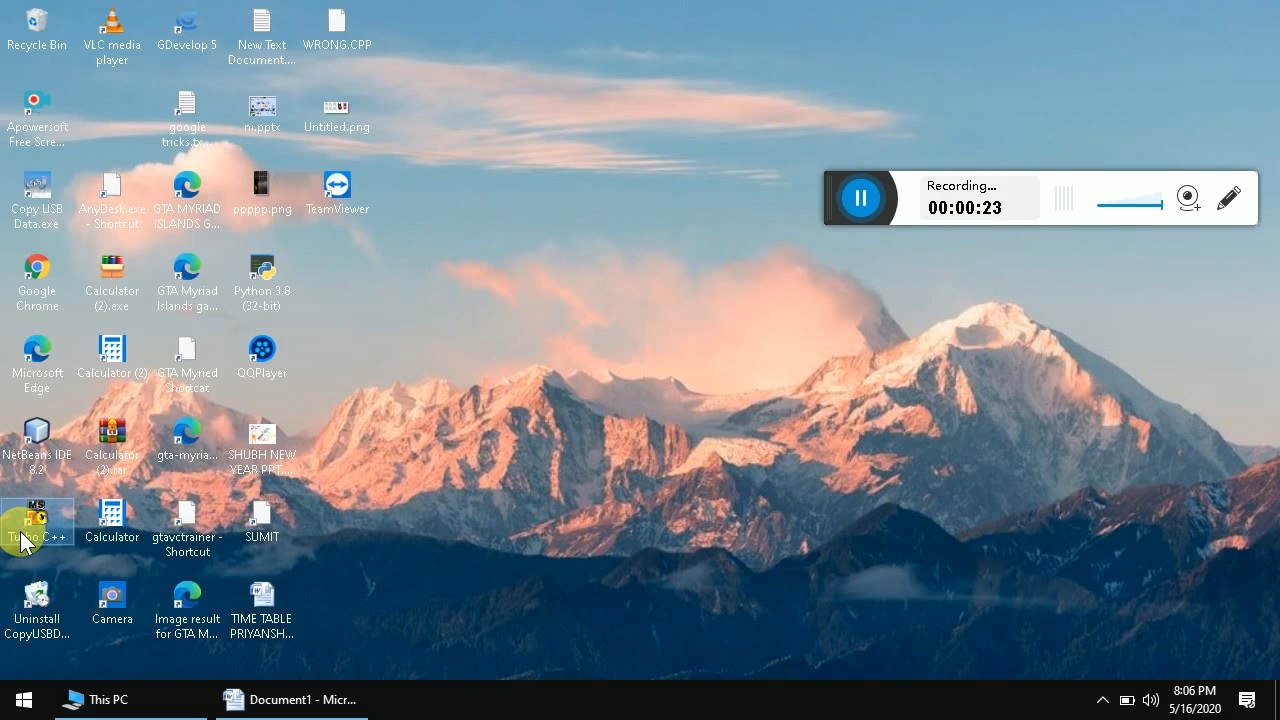 Recycle Bin
VLC media
player
GDevelop 5
New Text
Document....
WRONG.CPP
Apowersoft
Free Scre...
google
tricks.tx...
ni.pptx
Untitled.png
Copy USB
Data.exe
AnyDesk.exe
- Shortcut
GTA MYRIAD
ISLANDS G...
ppppp.png
TeamViewer
Recording...
00:00:23
Google
Chrome
Calculator
(2).exe
GTA Myriad
Islands ga...
Python 3.8
(32-bit)
Microsoft
Edge
Calculator (2)
GTA Myried
Shortcat
QQPlayer
NetBeans IDE
8.2
Calculator
(2).rar
gta-myria...
SHUBH NEW
YEAR PPT....
MS
Turbo C++
Calculator
gtavctrainer -
Shortcut
SUMIT
Uninstall
CopyUSBD...
Camera
Image result
for GTA M...
TIME TABLE
PRIYANSH...
This PC
Document1 - Micr...
8:06 PM
5/16/2020